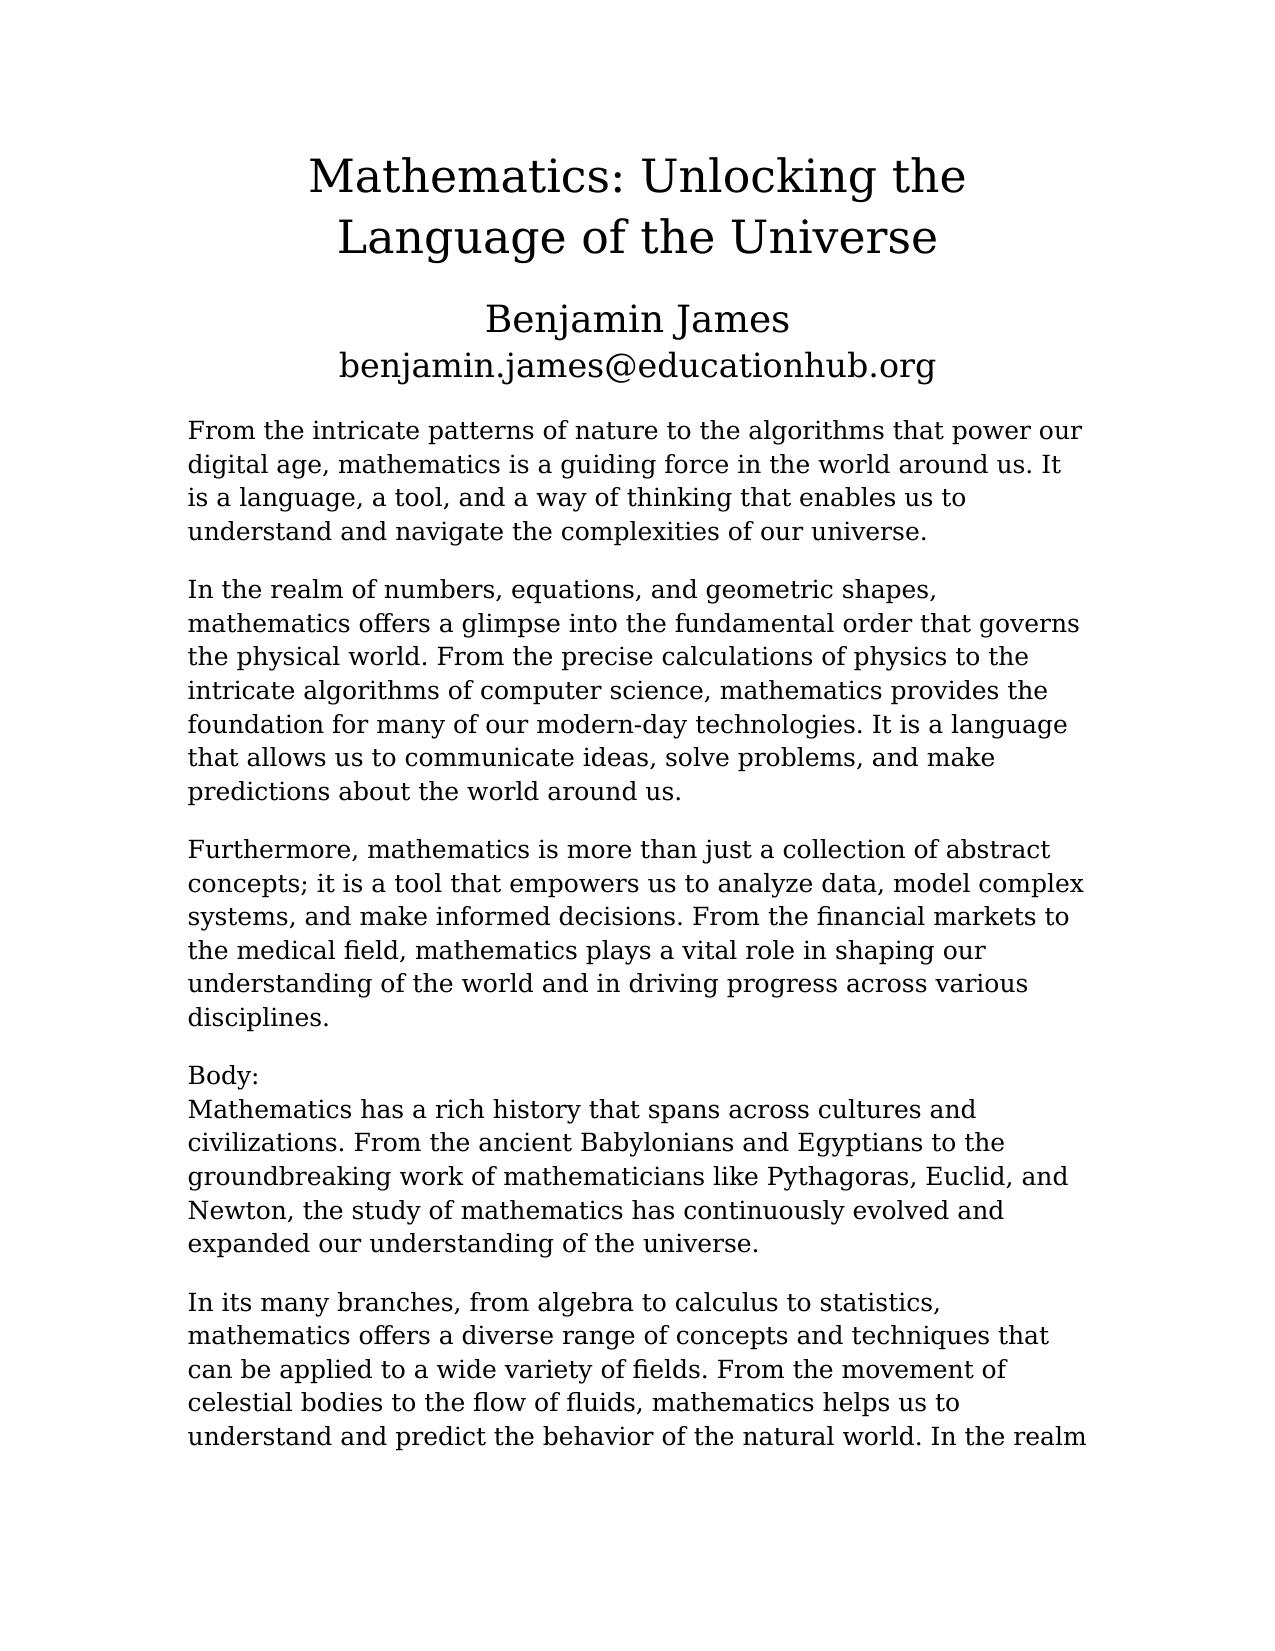 Mathematics: Unlocking the
Language of the Universe
Benjamin James
benjamin.james@educationhub.org
From the intricate patterns of nature to the algorithms that power our
digital age, mathematics is a guiding force in the world around us. It
is a language, a tool, and a way of thinking that enables us to
understand and navigate the complexities of our universe.
In the realm of numbers, equations, and geometric shapes,
mathematics offers a glimpse into the fundamental order that governs
the physical world. From the precise calculations of physics to the
intricate algorithms of computer science, mathematics provides the
foundation for many of our modern-day technologies. It is a language
that allows us to communicate ideas, solve problems, and make
predictions about the world around us.
Furthermore, mathematics is more than just a collection of abstract
concepts; it is a tool that empowers us to analyze data, model complex
systems, and make informed decisions. From the financial markets to
the medical field, mathematics plays a vital role in shaping our
understanding of the world and in driving progress across various
disciplines.
Body:
Mathematics has a rich history that spans across cultures and
civilizations. From the ancient Babylonians and Egyptians to the
groundbreaking work of mathematicians like Pythagoras, Euclid, and
Newton, the study of mathematics has continuously evolved and
expanded our understanding of the universe.
In its many branches, from algebra to calculus to statistics,
mathematics offers a diverse range of concepts and techniques that
can be applied to a wide variety of fields. From the movement of
celestial bodies to the flow of fluids, mathematics helps us to
understand and predict the behavior of the natural world. In the realm